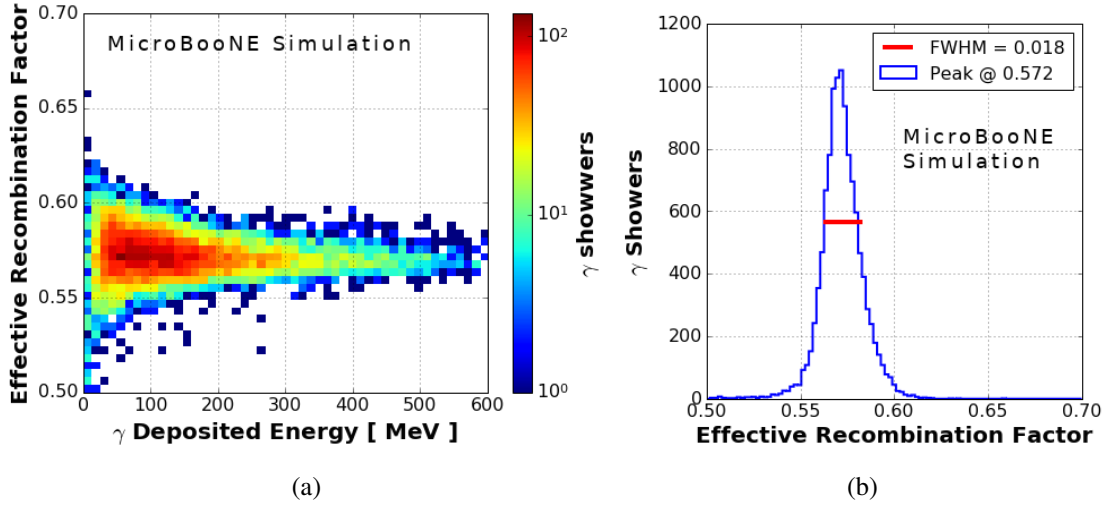 0.70
MicroBooNE Simulation
0.65
0.60
0.55
0.50
0 100 200 300 400 500 600
Effective Recombination Factor
γ Deposited Energy [ MeV ]
10²
10¹
10⁰
γ showwers
(a)
1200
1000
800
600
400
200
0
γ Showers
FWHM = 0.018
Peak @ 0.572
MicroBooNE
Simulation
0.50 0.55 0.60 0.65 0.70
Effective Recombination Factor
(b)